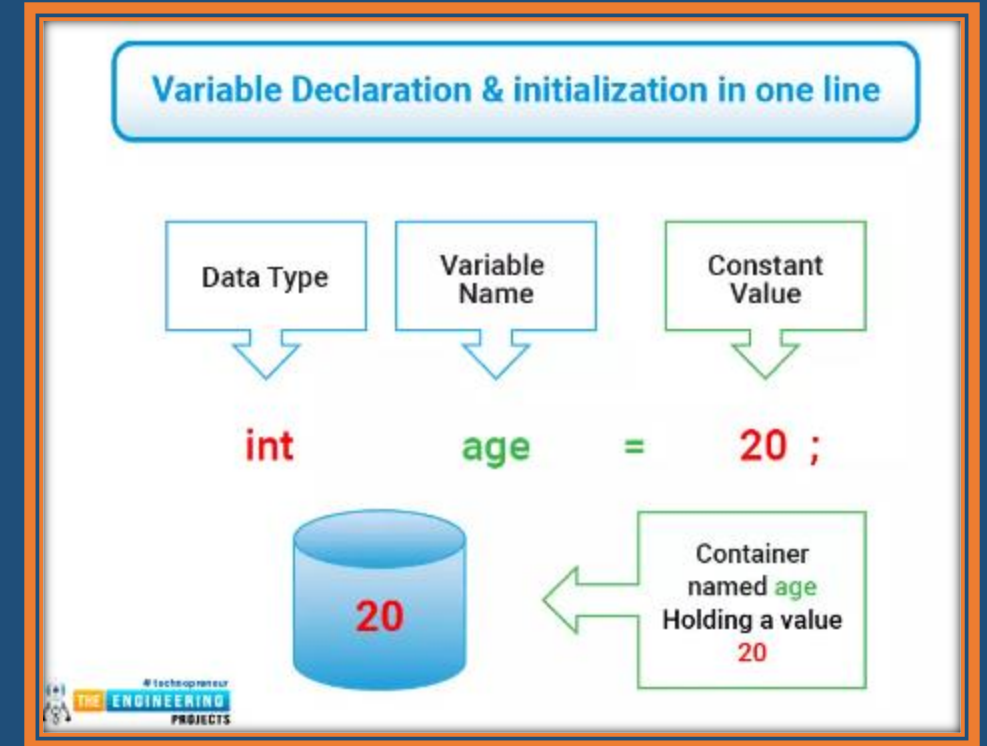 Variable Declaration & initialization in one line
Data Type
Variable
Name
Constant
Value
int age = 20 ;
20
Container
named age
Holding a value
20
# technopreneur
THE ENGINEERING
PROJECTS